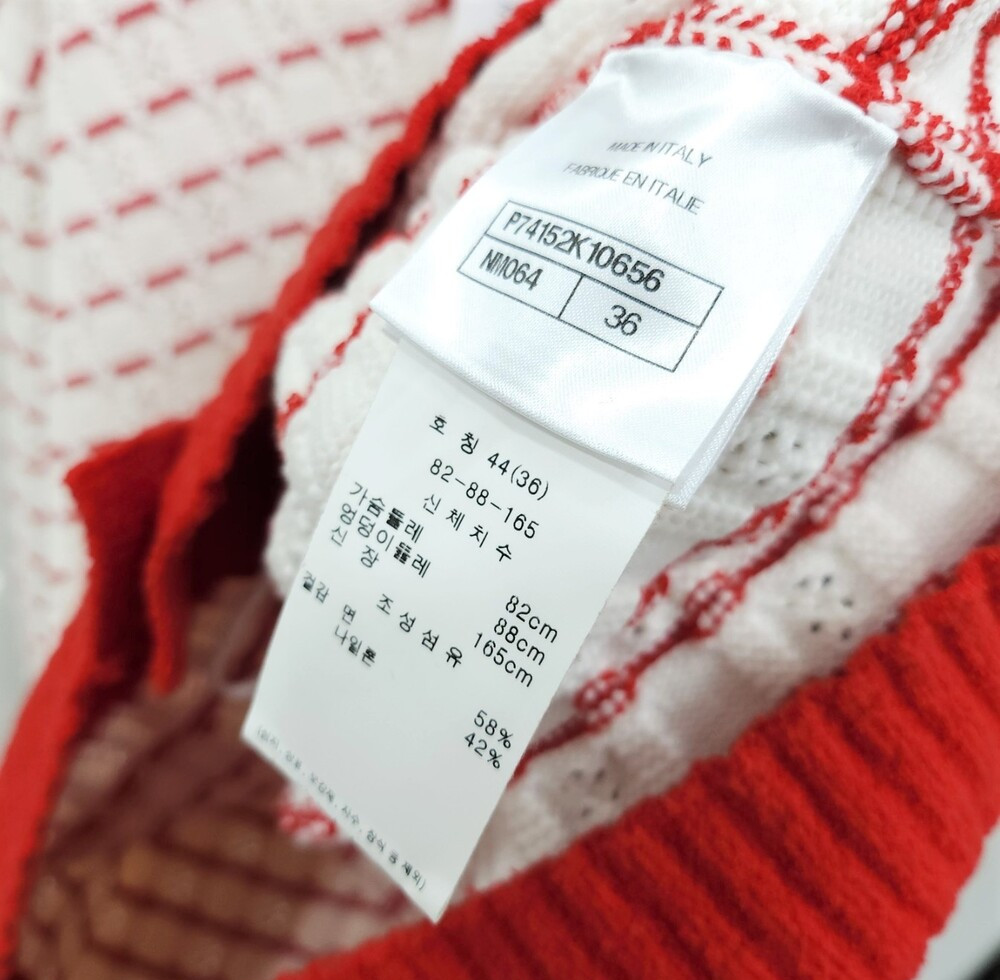 MADE IN ITALY
FABRIQUE EN ITALIE
P74152K10656
NM064 36
호 칭 44(36)
82-88-165
신 체 치 수
가슴둘레 82cm
엉덩이둘레 88cm
신 장 165cm
조 성 섬 유
겉감 면 58%
나일론 42%